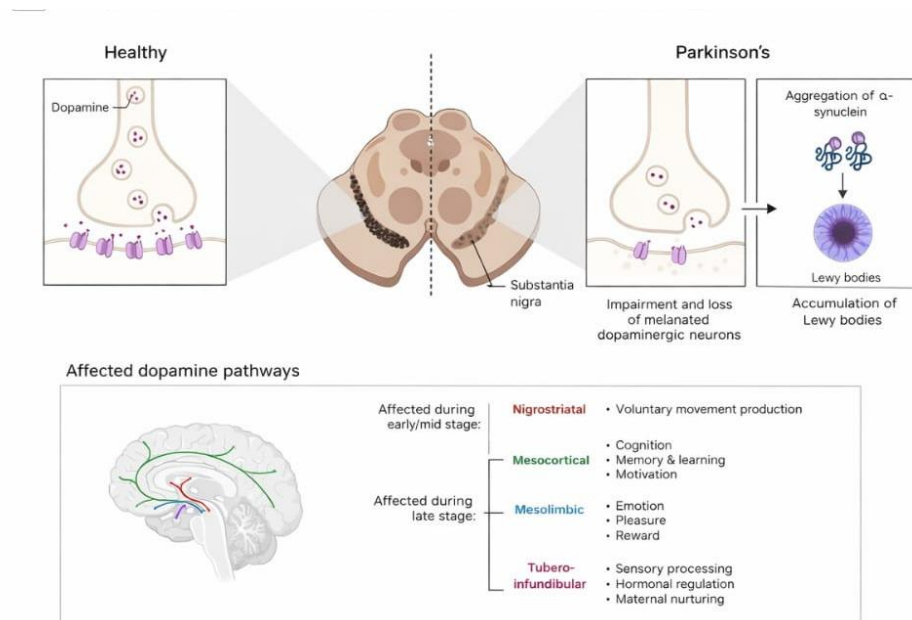 Healthy
Parkinson's
Dopamine
Aggregation of α-
synuclein
Lewy bodies
Substantia
nigra
Impairment and loss
of melanated
dopaminergic neurons
Accumulation of
Lewy bodies
Affected dopamine pathways
Affected during
early/mid stage:
Nigrostriatal
• Voluntary movement production
Affected during
late stage:
Mesocortical
• Cognition
• Memory & learning
• Motivation
Mesolimbic
• Emotion
• Pleasure
• Reward
Tubero-
infundibular
• Sensory processing
• Hormonal regulation
• Maternal nurturing